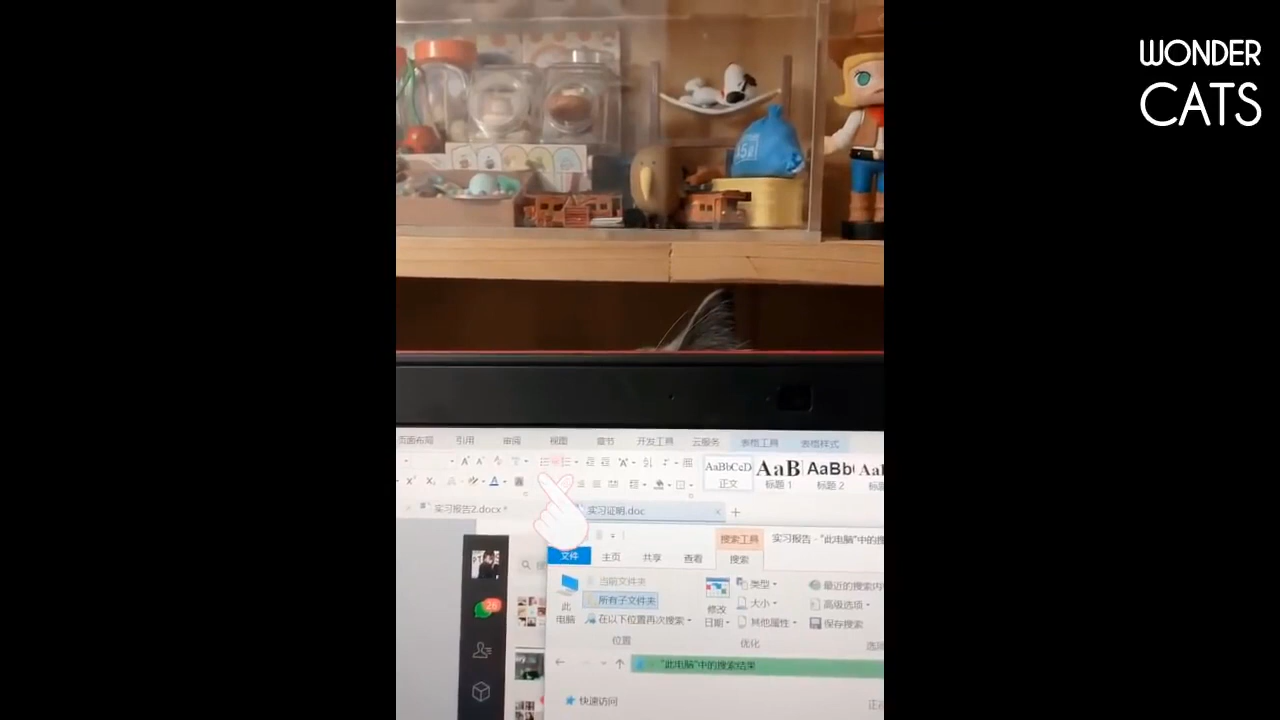 WONDER
CATS
页面布局 引用 审阅 视图 章节 开发工具 云服务 表格工具 表格样式
AaBbCcD AaB AaBb( Aa
正文 标题 1 标题 2 标题
实习报告2.docx * 实习证明.doc
搜索工具 实习报告 - "此电脑"中的搜
文件 主页 共享 查看 搜索
当前文件夹
所有子文件夹
在以下位置再次搜索
此电脑
位置
修改日期
类型
大小
其他属性
优化
最近的搜索内
高级选项
保存搜索
选项
26
"此电脑"中的搜索结果
快速访问